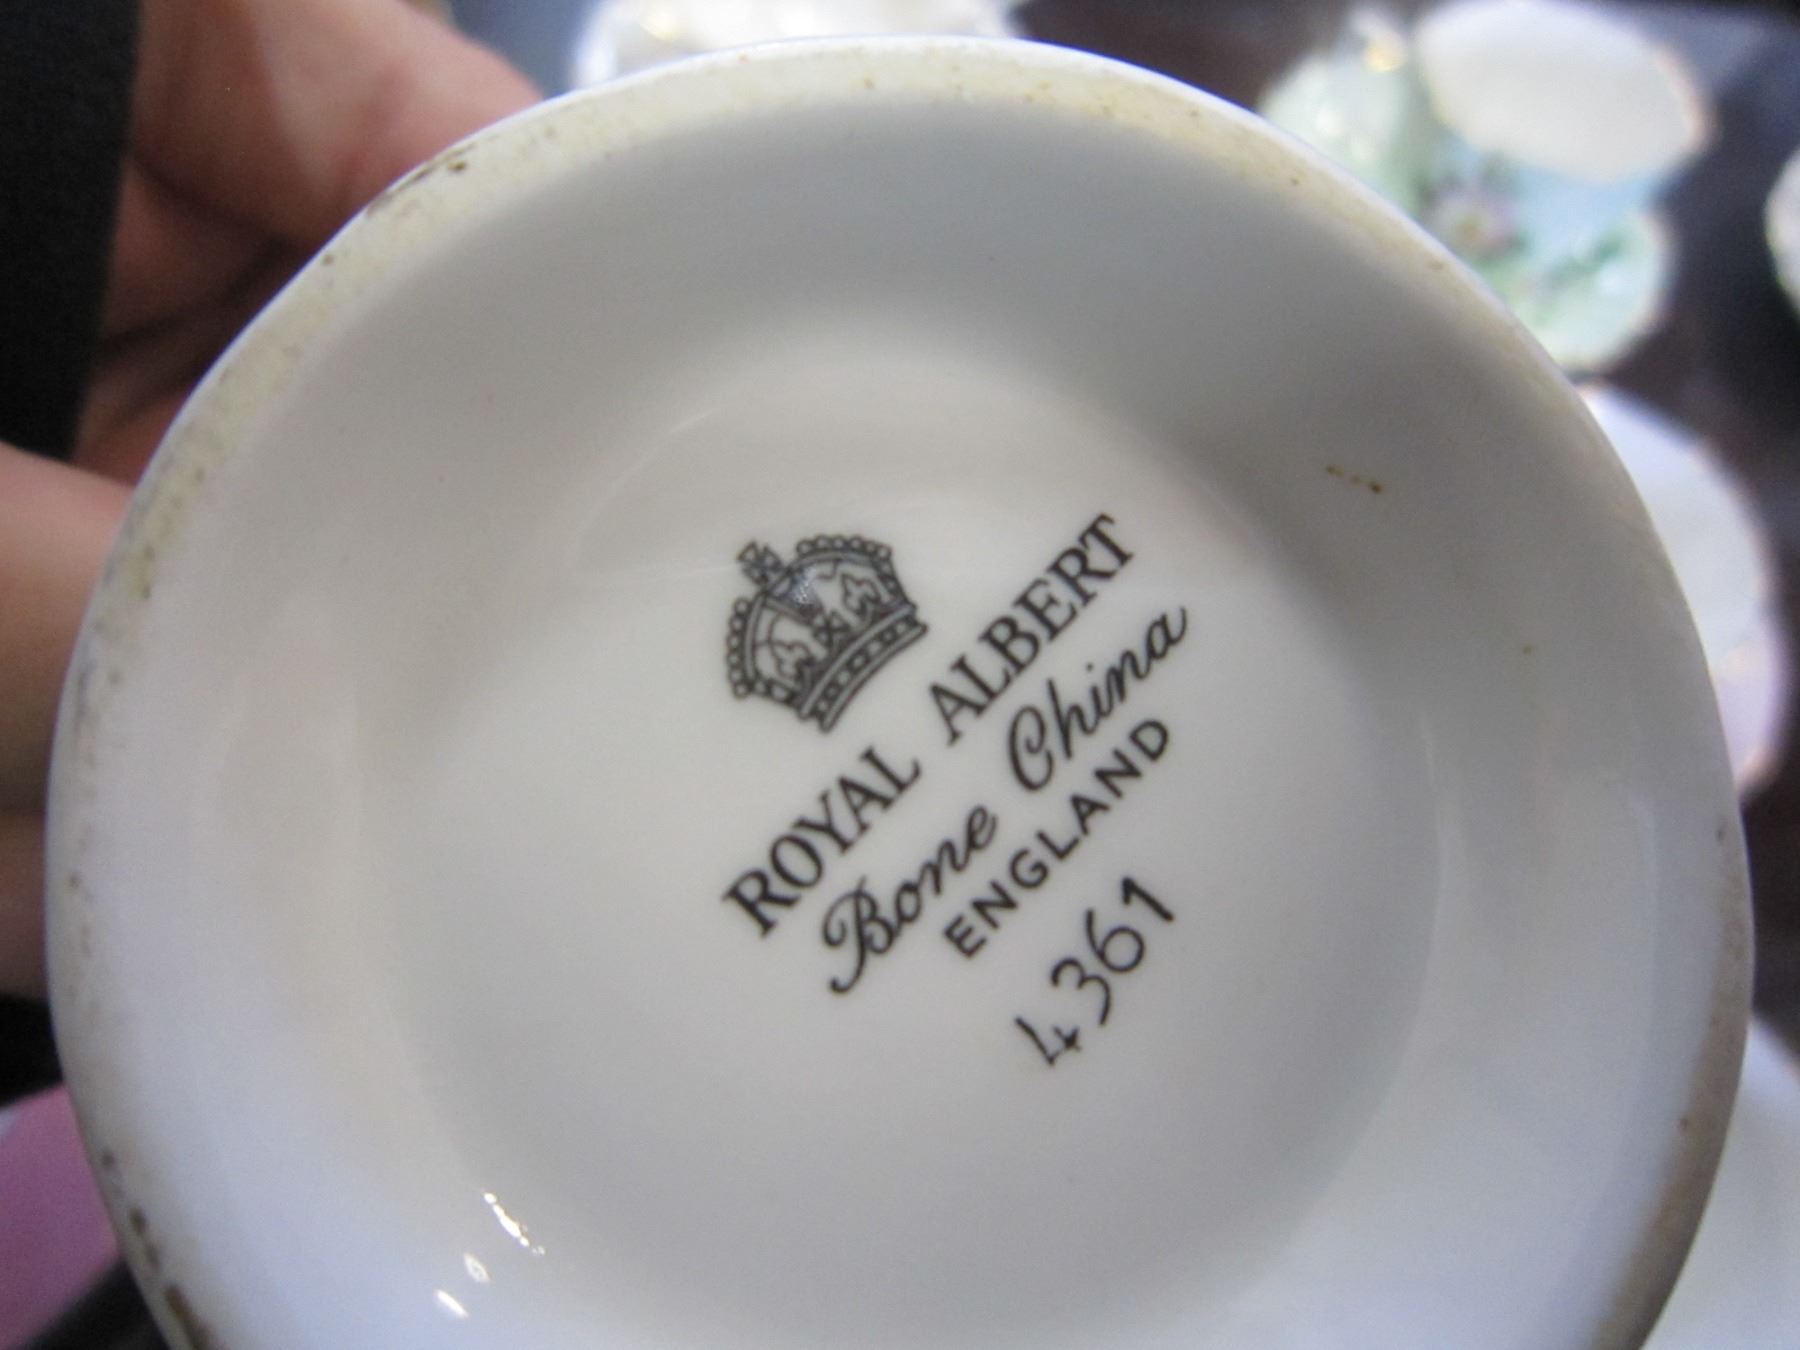 ROYAL ALBERT
Bone China
ENGLAND
4361